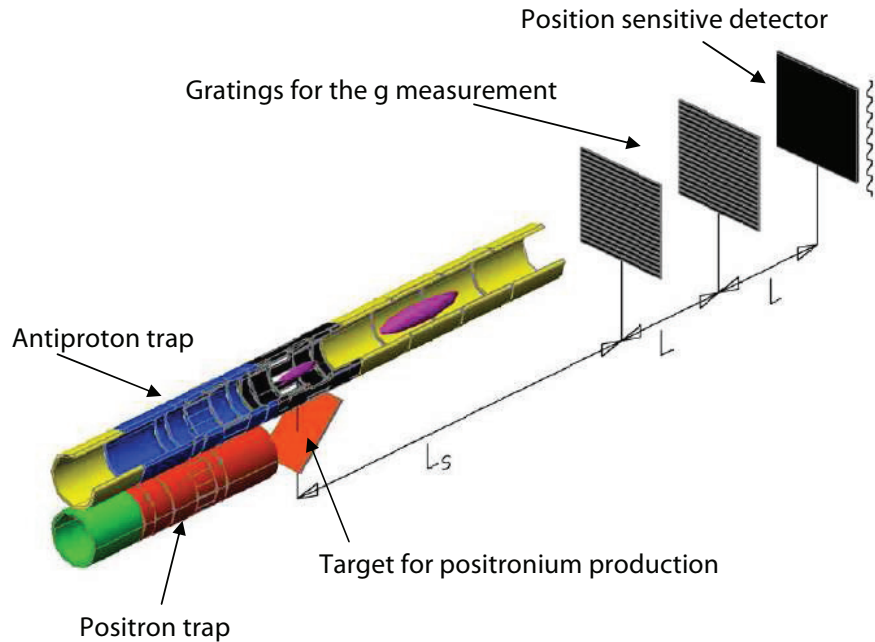 Position sensitive detector
Gratings for the g measurement
Antiproton trap
L
L
Ls
Target for positronium production
Positron trap